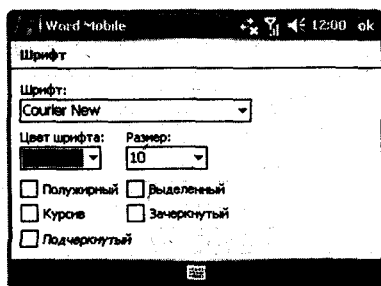 Word Mobile 12:00 ok
Шрифт
Шрифт:
Courier New
Цвет шрифта: Размер:
10
Полужирный Выделенный
Курсив Зачеркнутый
Подчеркнутый